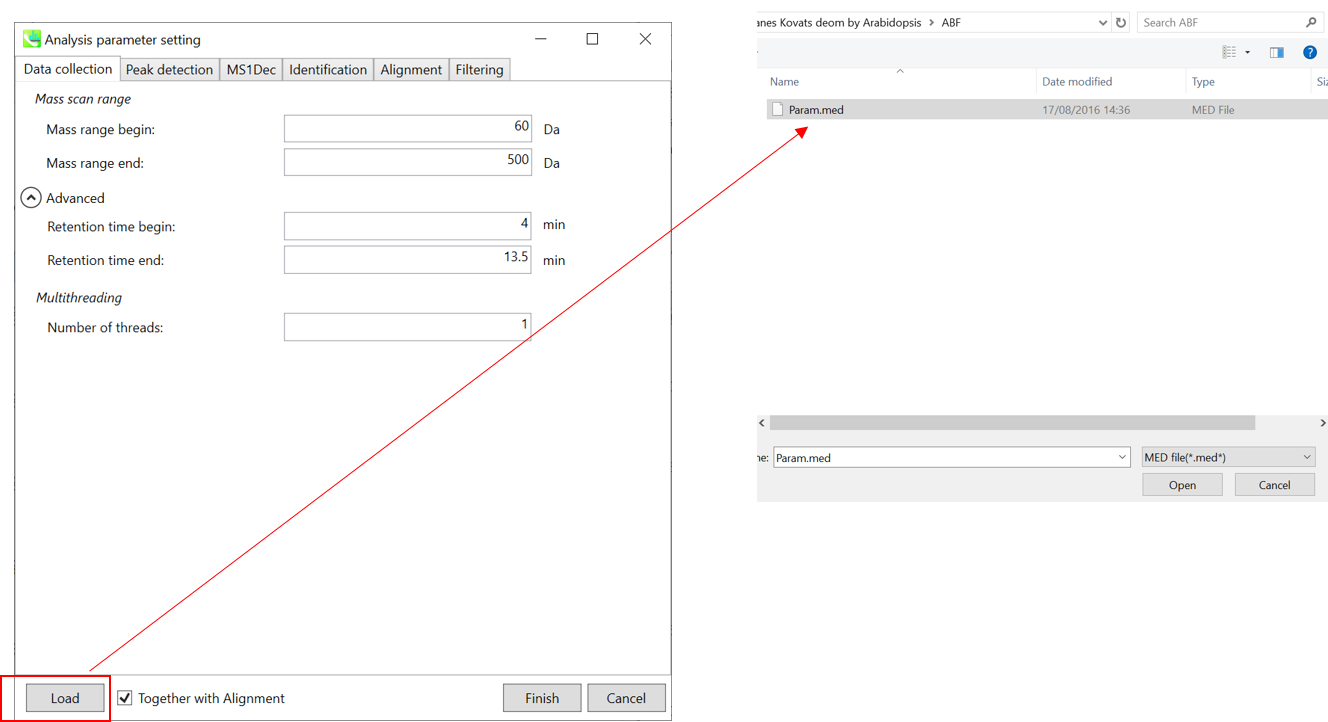 Analysis parameter setting
Data collection Peak detection MS1Dec Identification Alignment Filtering
Mass scan range
Mass range begin: 60 Da
Mass range end: 500 Da
Advanced
Retention time begin: 4 min
Retention time end: 13.5 min
Multithreading
Number of threads: 1
Load Together with Alignment Finish Cancel
anes Kovats deom by Arabidopsis > ABF Search ABF
Name Date modified Type Siz
Param.med 17/08/2016 14:36 MED File
ne: Param.med MED file(*.med*)
Open Cancel